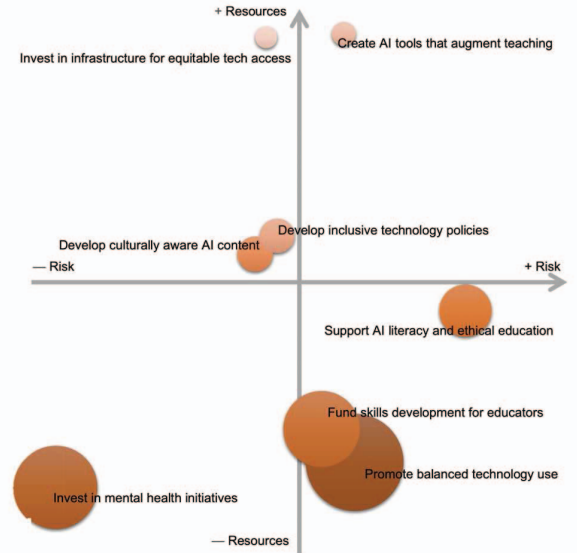 + Resources
Create AI tools that augment teaching
Invest in infrastructure for equitable tech access
Develop inclusive technology policies
Develop culturally aware AI content
— Risk
+ Risk
Support AI literacy and ethical education
Fund skills development for educators
Promote balanced technology use
Invest in mental health initiatives
— Resources